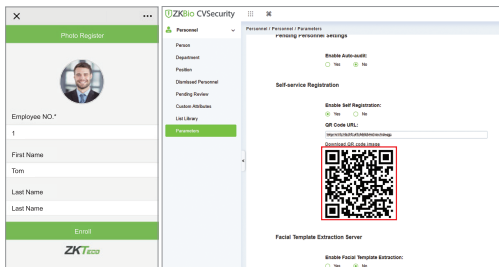 Photo Register
Employee NO.*
1
First Name
Tom
Last Name
Last Name
Enroll
ZKTECO
ZKBio CVSecurity
Personnel
Person
Department
Position
Dismissed Personnel
Pending Review
Custom Attributes
List Library
Parameters
Personnel / Personnel / Parameters
Pending Personnel Settings
Enable Auto-audit:
Yes No
Self-service Registration
Enable Self Registration:
Yes No
QR Code URL:
Download QR code image
Facial Template Extraction Server
Enable Facial Template Extraction:
Yes No